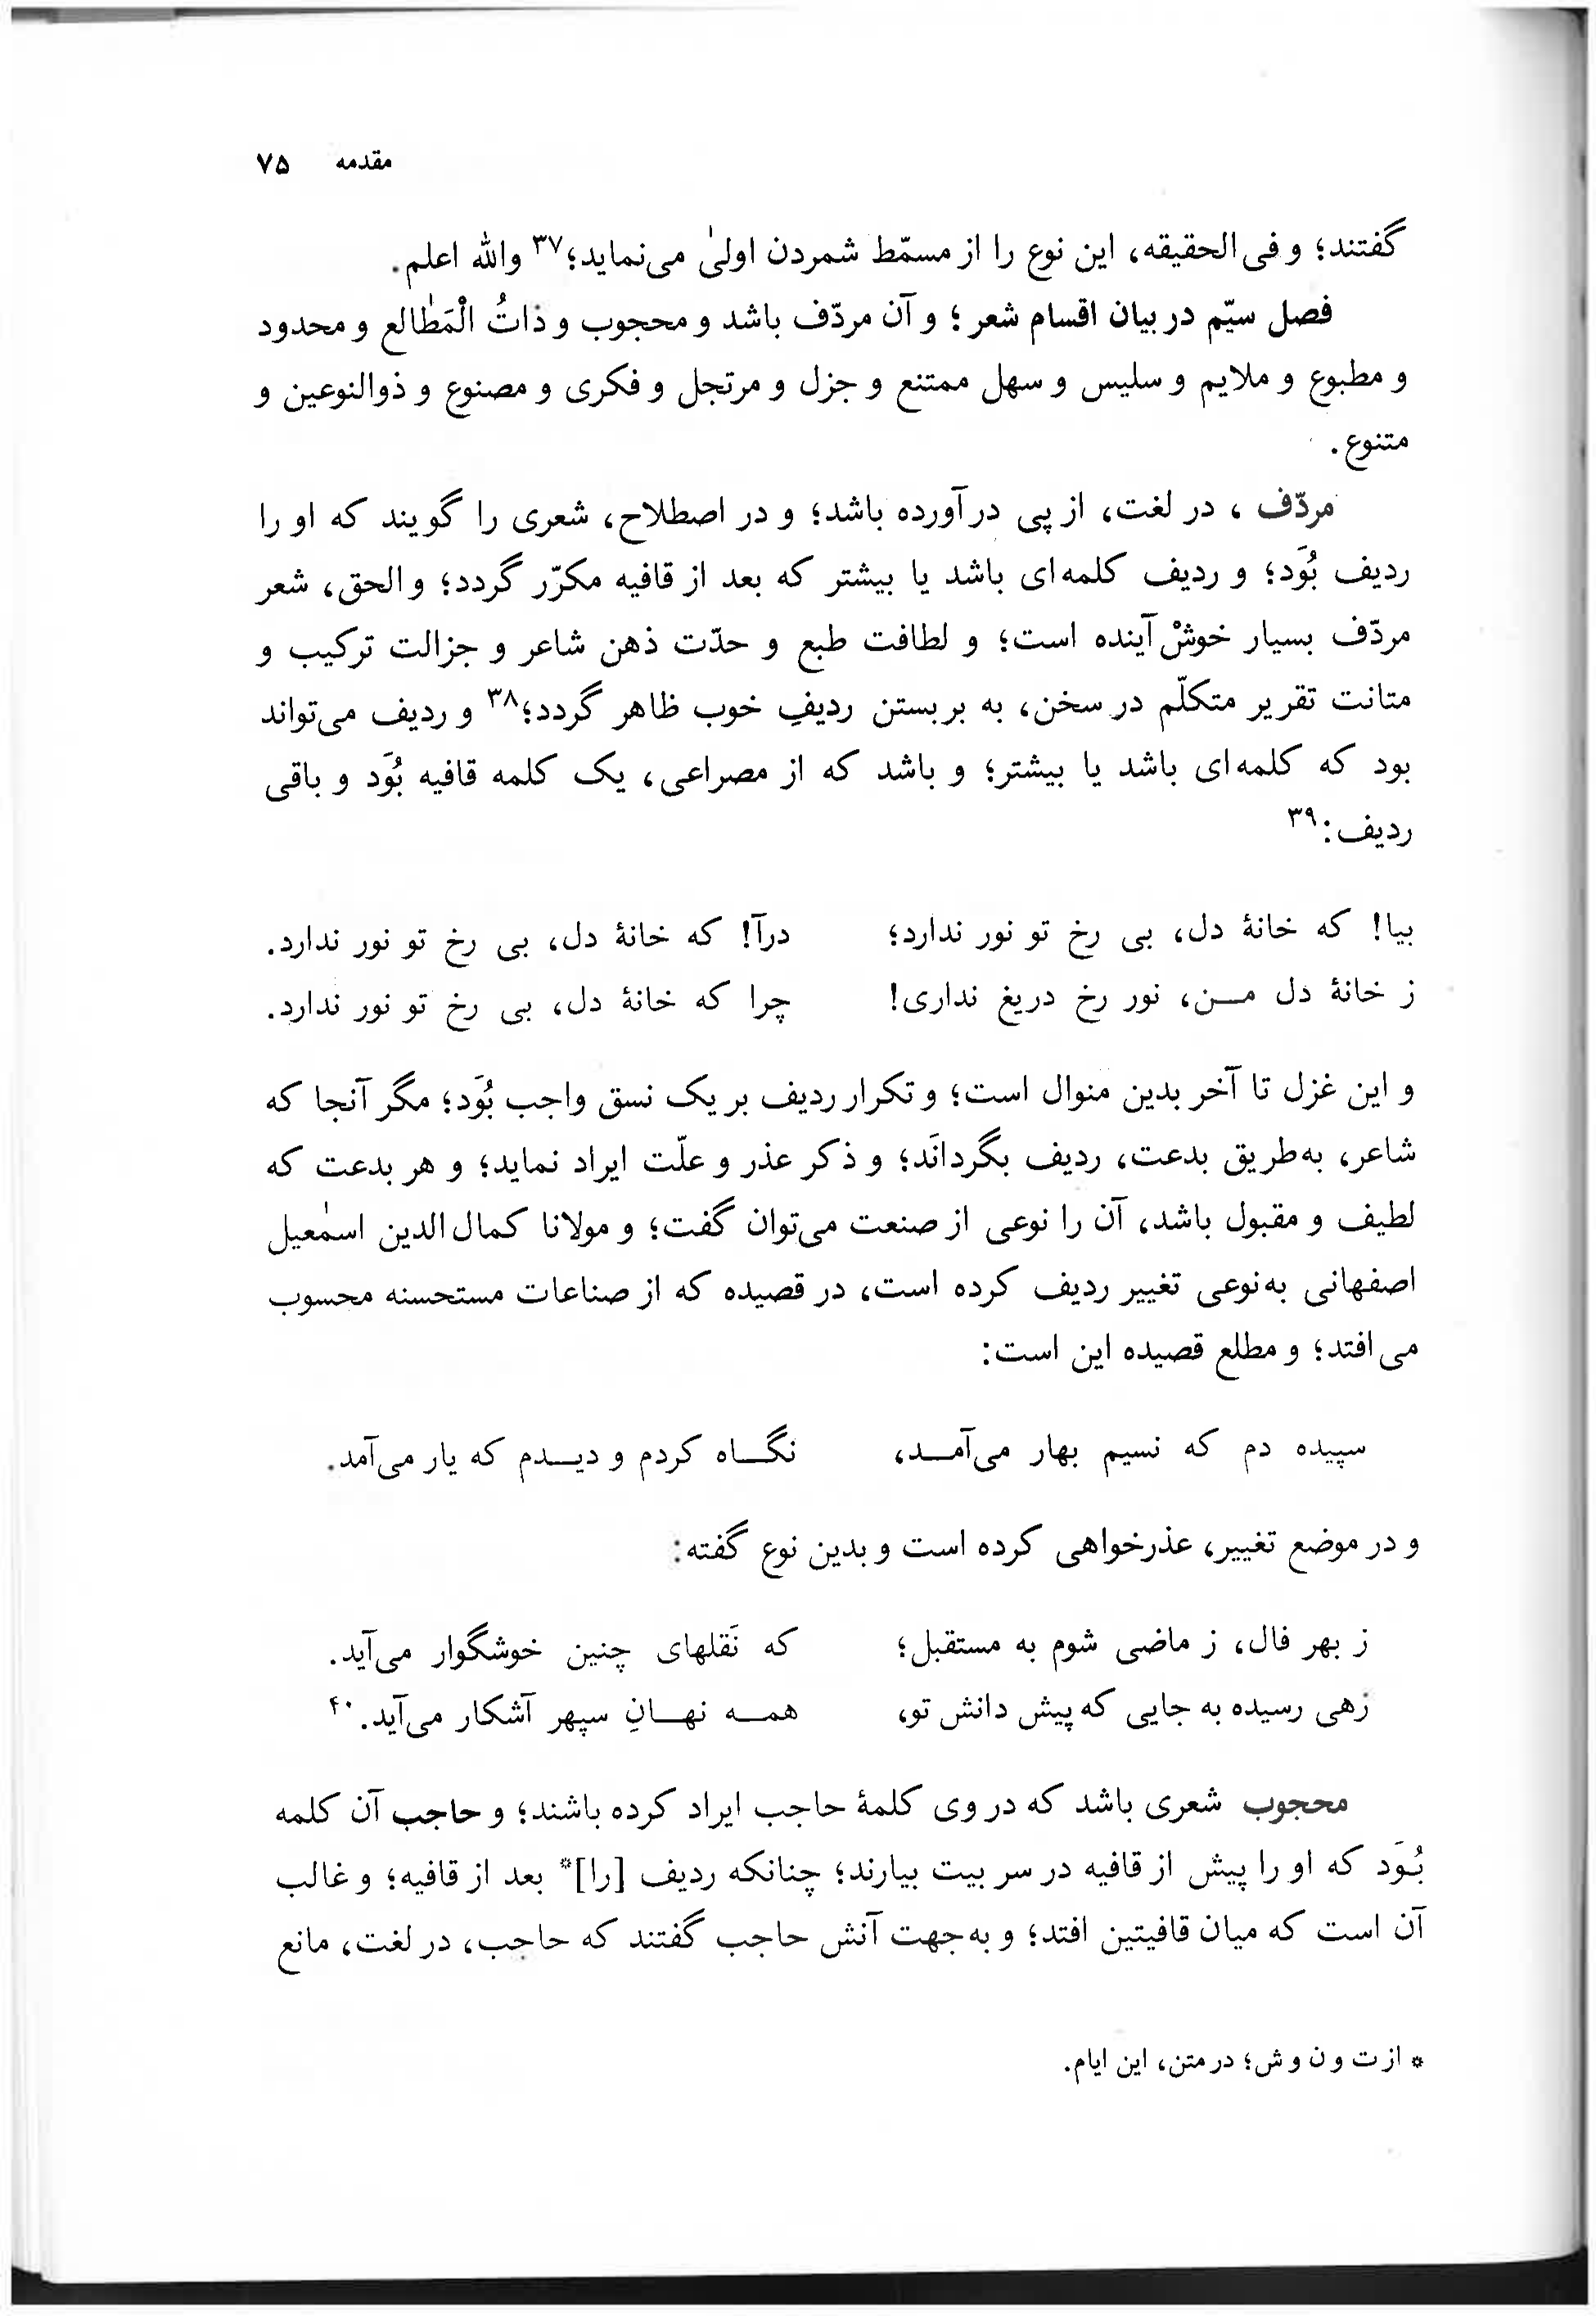 مقدمه ۷۵
گفتند؛ و فی‌الحقیقه، این نوع را از مسمّط شمردن اولیٰ می‌نماید؛۳۷ والله اعلم.
فصل سیّم در بیان اقسام شعر؛ و آن مردّف باشد و محجوب و ذاتُ الْمَطٰالع و محدود
و مطبوع و ملایم و سلیس و سهل ممتنع و جزل و مرتجل و فکری و مصنوع و ذوالنوعین و
متنوع.
مردّف ، در لغت، از پی درآورده باشد؛ و در اصطلاح، شعری را گویند که او را
ردیف بُوَد؛ و ردیف کلمه‌ای باشد یا بیشتر که بعد از قافیه مکرّر گردد؛ و الحق، شعر
مردّف بسیار خوشْ‌آینده است؛ و لطافت طبع و حدّت ذهن شاعر و جزالت ترکیب و
متانت تقریر متکلّم در سخن، به بربستن ردیفِ خوب ظاهر گردد؛۳۸ و ردیف می‌تواند
بود که کلمه‌ای باشد یا بیشتر؛ و باشد که از مصراعی، یک کلمه قافیه بُوَد و باقی
ردیف:۳۹
بیا! که خانهٔ دل، بی رخ تو نور ندارد؛ درآ! که خانهٔ دل، بی رخ تو نور ندارد.
ز خانهٔ دل من، نور رخ دریغ نداری! چرا که خانهٔ دل، بی رخ تو نور ندارد.
و این غزل تا آخر بدین منوال است؛ و تکرار ردیف بر یک نسق واجب بُوَد؛ مگر آنجا که
شاعر، به‌طریق بدعت، ردیف بگردانَد؛ و ذکر عذر و علّت ایراد نماید؛ و هر بدعت که
لطیف و مقبول باشد، آن را نوعی از صنعت می‌توان گفت؛ و مولانا کمال‌الدین اسمٰعیل
اصفهانی به‌نوعی تغییر ردیف کرده است، در قصیده که از صناعات مستحسنه محسوب
می‌افتد؛ و مطلع قصیده این است:
سپیده دم که نسیم بهار می‌آمد، نگاه کردم و دیدم که یار می‌آمد.
و در موضع تغییر، عذرخواهی کرده است و بدین نوع گفته:
ز بهر فال، ز ماضی شوم به مستقبل؛ که نَقلهای چنین خوشگوار می‌آید.
زهی رسیده به جایی که پیش دانش تو، همه نهانِ سپهر آشکار می‌آید.۴۰
محجوب شعری باشد که در وی کلمهٔ حاجب ایراد کرده باشند؛ و حاجب آن کلمه
بُوَد که او را پیش از قافیه در سر بیت بیارند؛ چنانکه ردیف [را]* بعد از قافیه؛ و غالب
آن است که میان قافیتین افتد؛ و به‌جهت آنش حاجب گفتند که حاجب، در لغت، مانع
* از ت و ن و ش؛ در متن، این ایام.